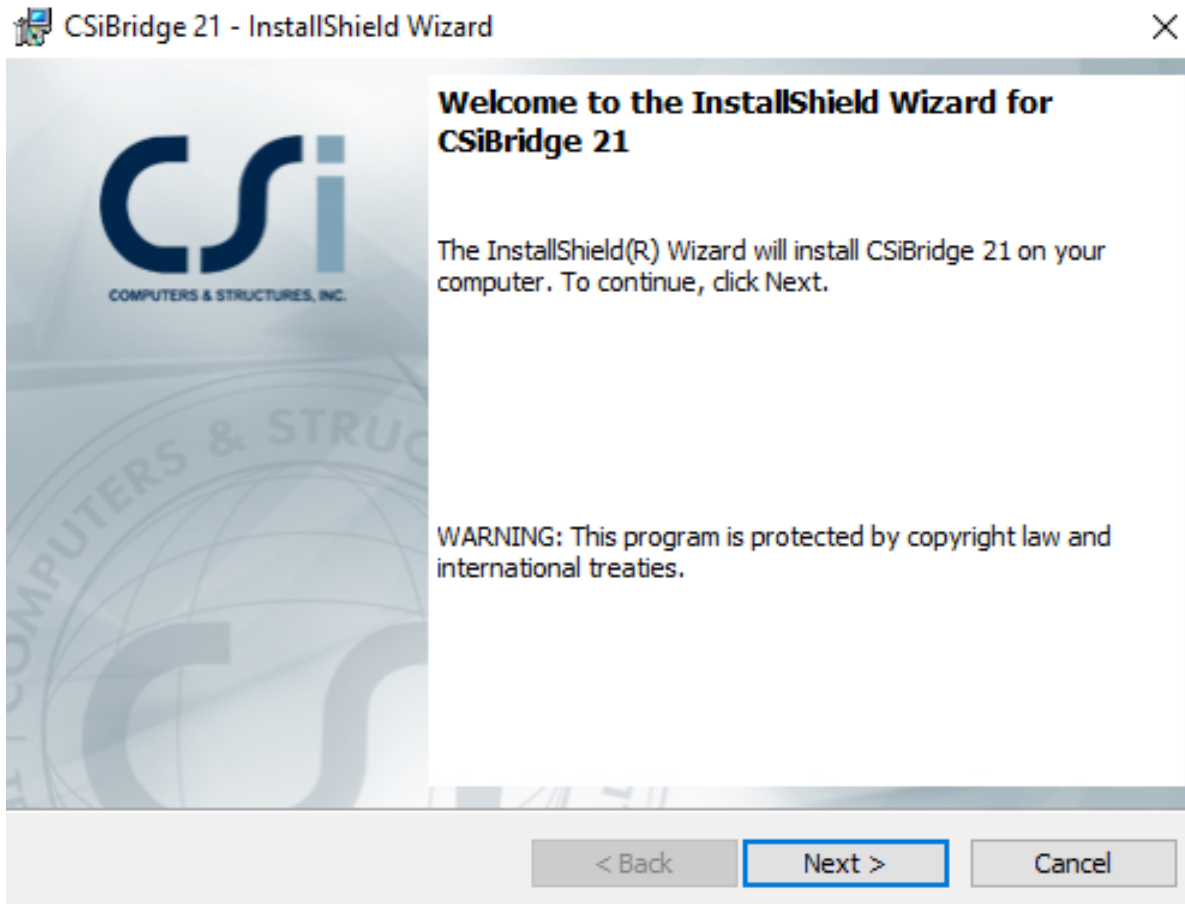 CSiBridge 21 - InstallShield Wizard
Welcome to the InstallShield Wizard for
CSiBridge 21
CSi
COMPUTERS & STRUCTURES, INC.
The InstallShield(R) Wizard will install CSiBridge 21 on your
computer. To continue, click Next.
COMPUTERS & STRUC
WARNING: This program is protected by copyright law and
international treaties.
< Back
Next >
Cancel